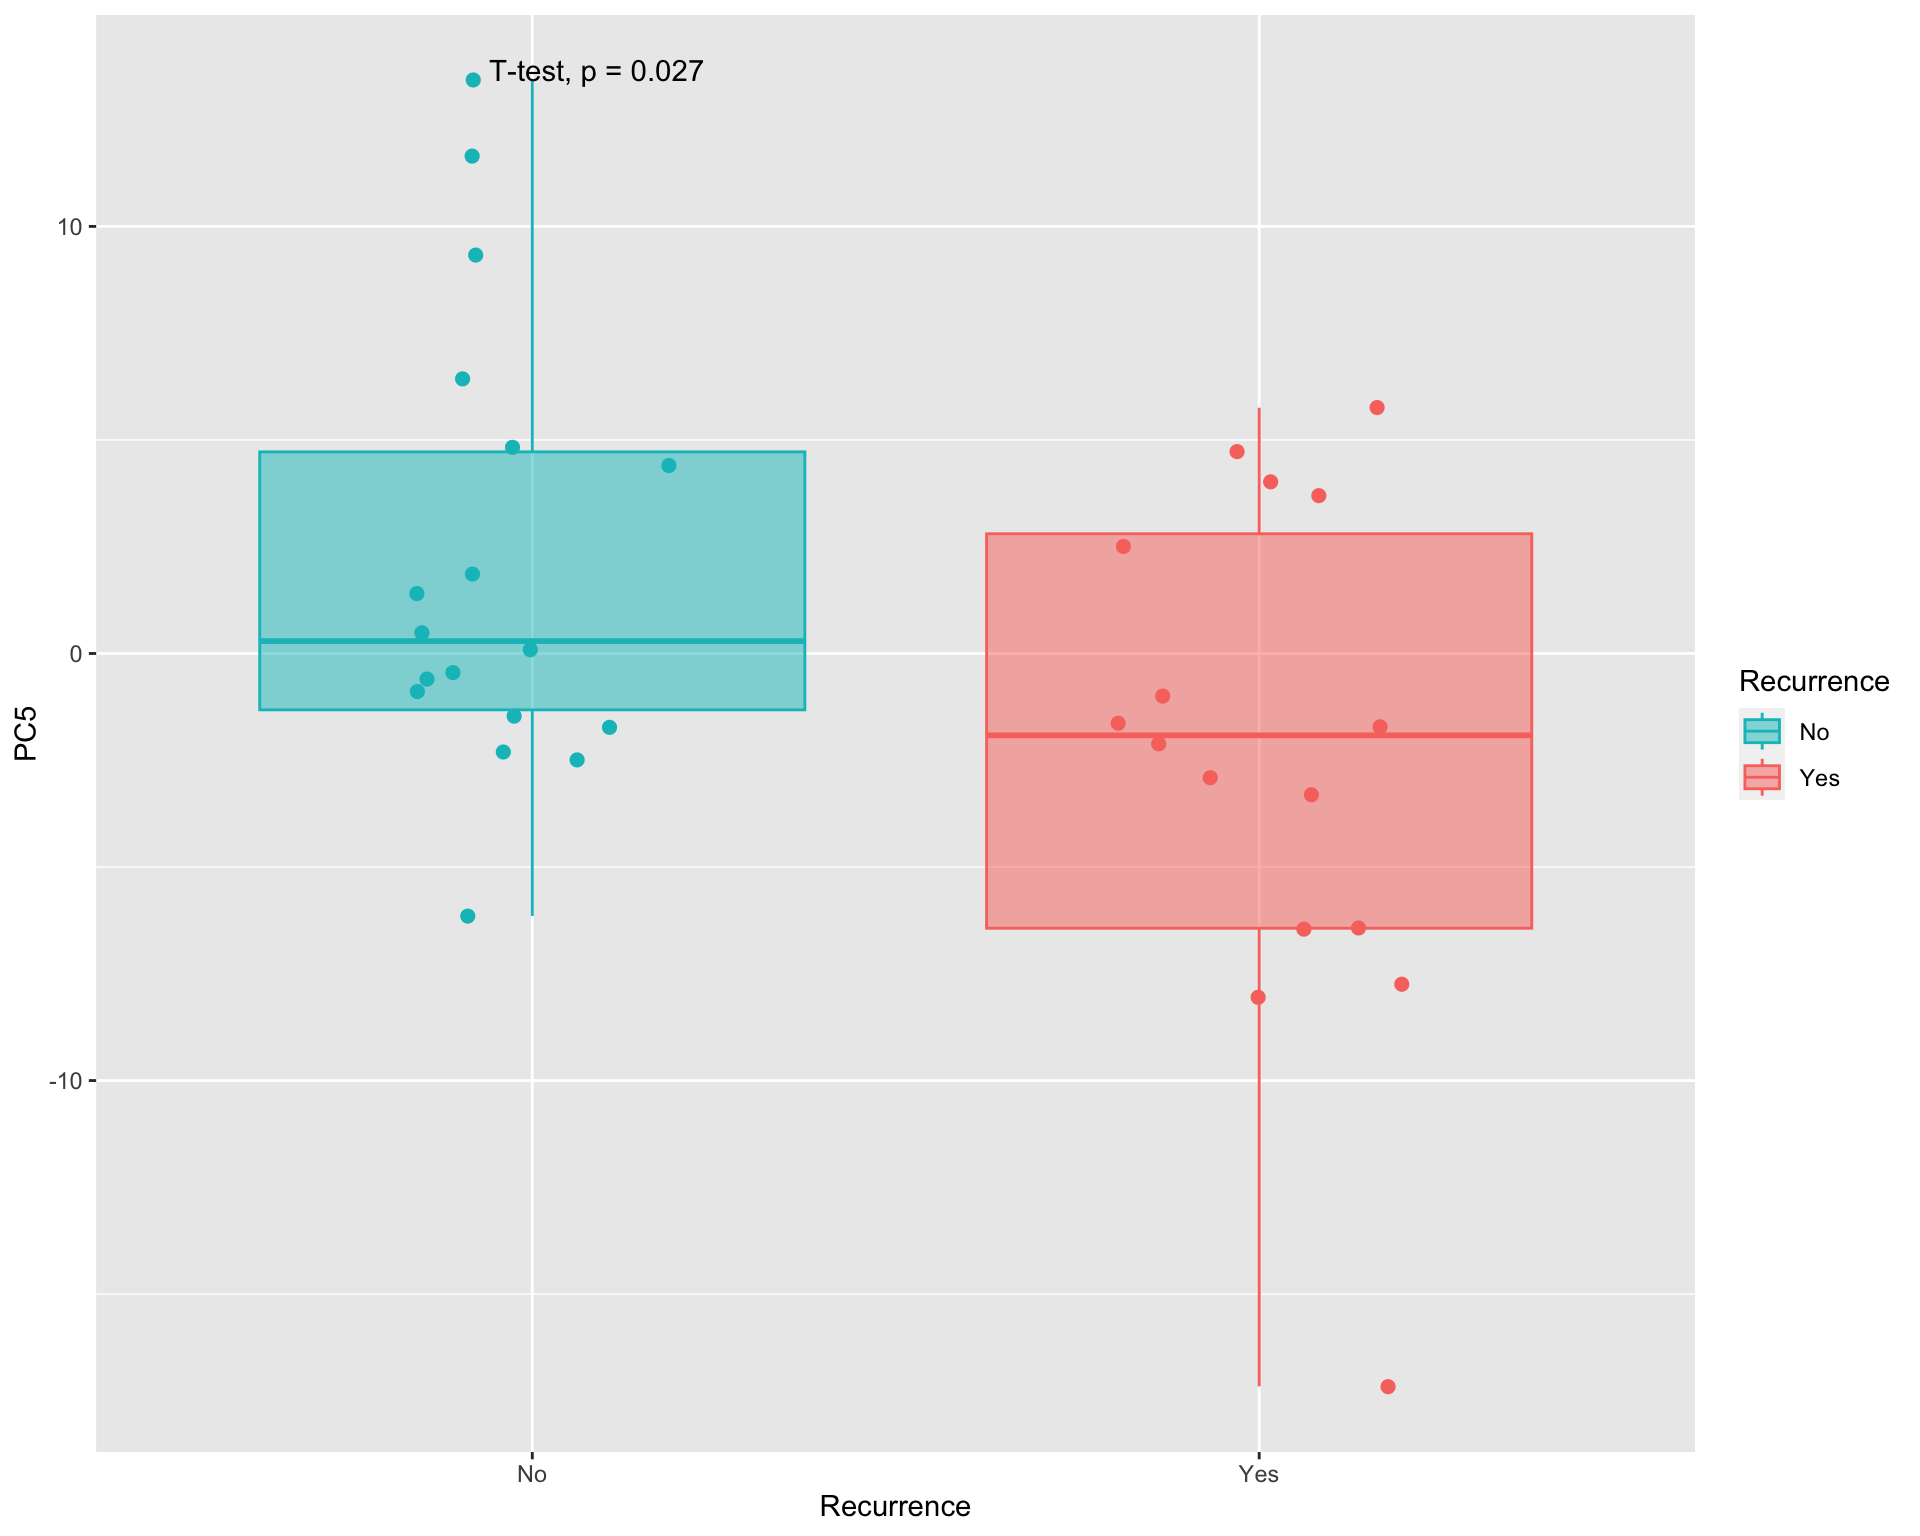 T-test, p = 0.027
10
0
-10
PC5
No
Yes
Recurrence
Recurrence
No
Yes